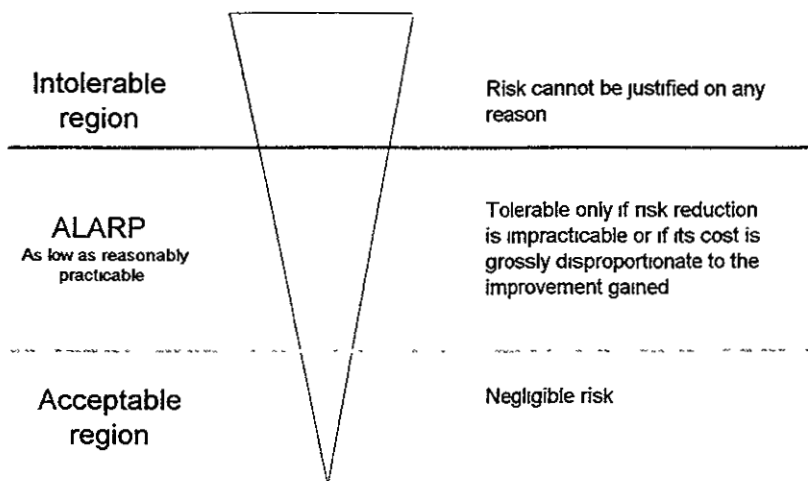 Intolerable
region
Risk cannot be justified on any
reason
ALARP
As low as reasonably
practicable
Tolerable only if risk reduction
is impracticable or if its cost is
grossly disproportionate to the
improvement gained
Acceptable
region
Negligible risk